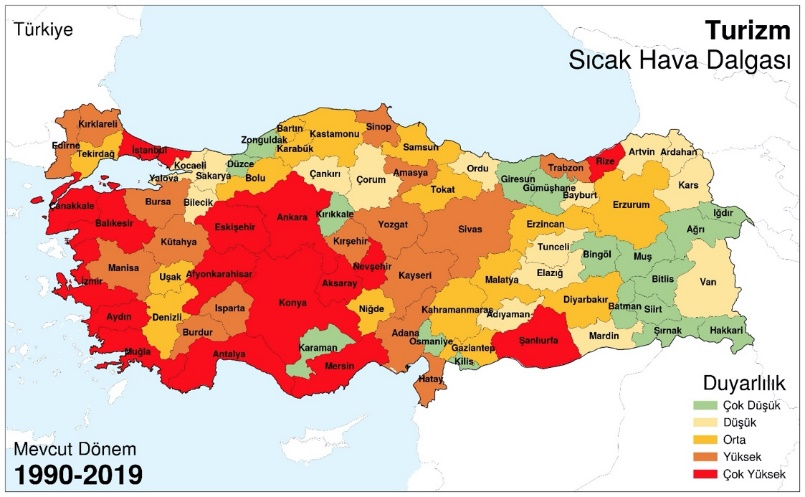 Türkiye
Turizm
Sıcak Hava Dalgası
Kırklareli
Edirne
Tekirdağ
İstanbul
Kocaeli
Yalova
Sakarya
Düzce
Zonguldak
Bartın
Karabük
Bolu
Kastamonu
Sinop
Samsun
Çankırı
Çorum
Amasya
Tokat
Ordu
Giresun
Gümüşhane
Trabzon
Bayburt
Rize
Artvin
Ardahan
Kars
Iğdır
Ağrı
Erzurum
Erzincan
Çanakkale
Balıkesir
Bursa
Bilecik
Kütahya
Eskişehir
Ankara
Kırıkkale
Kırşehir
Yozgat
Sivas
Tunceli
Elazığ
Bingöl
Muş
Bitlis
Van
Manisa
İzmir
Uşak
Afyonkarahisar
Konya
Aksaray
Nevşehir
Kayseri
Malatya
Diyarbakır
Batman
Siirt
Şırnak
Hakkari
Aydın
Denizli
Isparta
Burdur
Muğla
Antalya
Karaman
Mersin
Niğde
Adana
Osmaniye
Kahramanmaraş
Adıyaman
Gaziantep
Kilis
Hatay
Şanlıurfa
Mardin
Duyarlılık
Çok Düşük
Düşük
Orta
Yüksek
Çok Yüksek
Mevcut Dönem
1990-2019